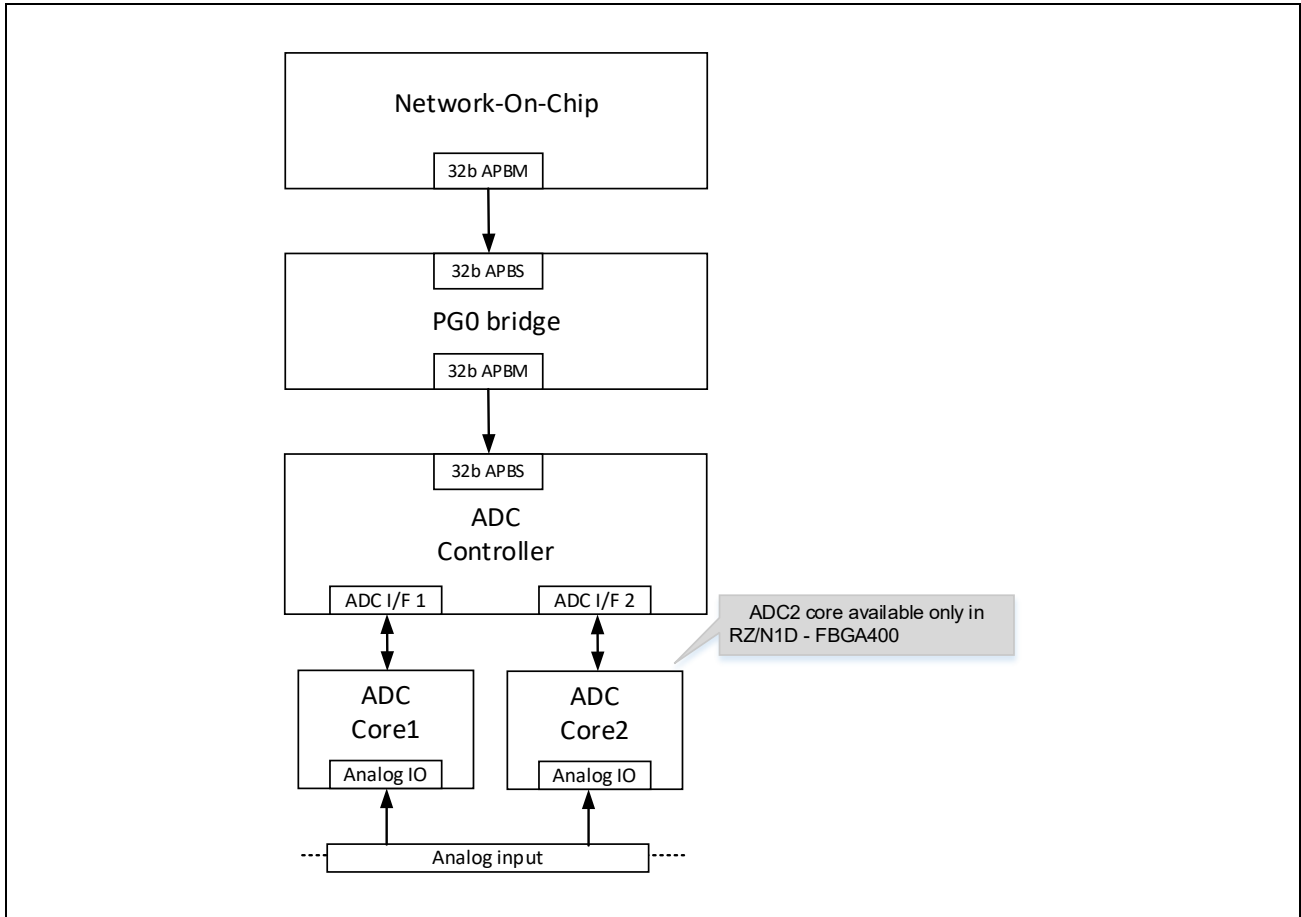 Network-On-Chip
32b APBM
32b APBS
PG0 bridge
32b APBM
32b APBS
ADC
Controller
ADC I/F 1
ADC I/F 2
ADC2 core available only in
RZ/N1D - FBGA400
ADC
Core1
ADC
Core2
Analog IO
Analog IO
Analog input